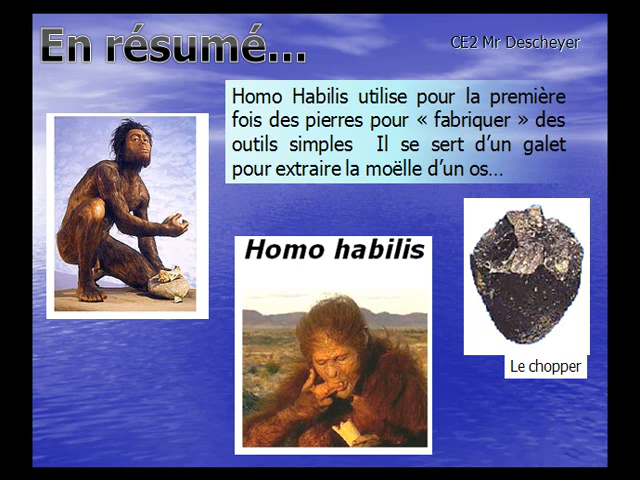 En résumé...
CE2 Mr Descheyer
Homo Habilis utilise pour la première
fois des pierres pour « fabriquer » des
outils simples Il se sert d'un galet
pour extraire la moëlle d'un os...
Homo habilis
Le chopper